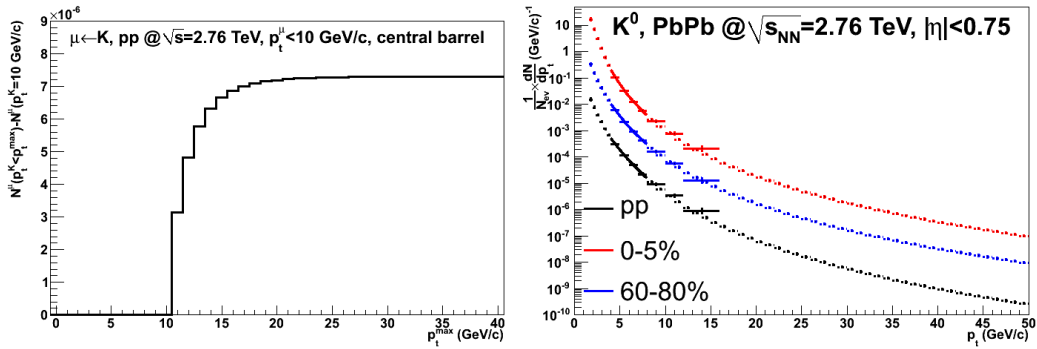 ×10⁻⁶
μ←K, pp @√s=2.76 TeV, pₜ^μ<10 GeV/c, central barrel
N^μ(pₜ^K<pₜ^max)-N^μ(pₜ^K=10 GeV/c)
9
8
7
6
5
4
3
2
1
0
0 5 10 15 20 25 30 35 40
pₜ^max (GeV/c)
K⁰, PbPb @√s_NN=2.76 TeV, |η|<0.75
1/N_ev × dN/dpₜ (GeV/c)⁻¹
10
1
10⁻¹
10⁻²
10⁻³
10⁻⁴
10⁻⁵
10⁻⁶
10⁻⁷
10⁻⁸
10⁻⁹
10⁻¹⁰
pp
0-5%
60-80%
0 5 10 15 20 25 30 35 40 45 50
pₜ (GeV/c)